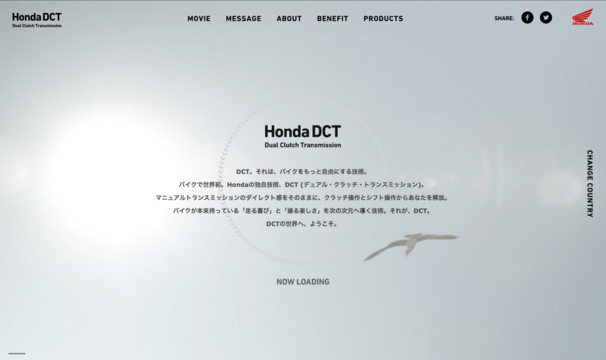 Honda DCT
Dual Clutch Transmission
MOVIE
MESSAGE
ABOUT
BENEFIT
PRODUCTS
SHARE:
HONDA
Honda DCT
Dual Clutch Transmission
DCT。それは、バイクをもっと自由にする技術。
バイクで世界初。Hondaの独自技術、DCT (デュアル・クラッチ・トランスミッション)。
マニュアルトランスミッションのダイレクト感をそのままに、クラッチ操作とシフト操作からあなたを解放。
バイクが本来持っている「走る喜び」と「操る楽しさ」を次の次元へ導く技術。それが、DCT。
DCTの世界へ、ようこそ。
CHANGE COUNTRY
NOW LOADING